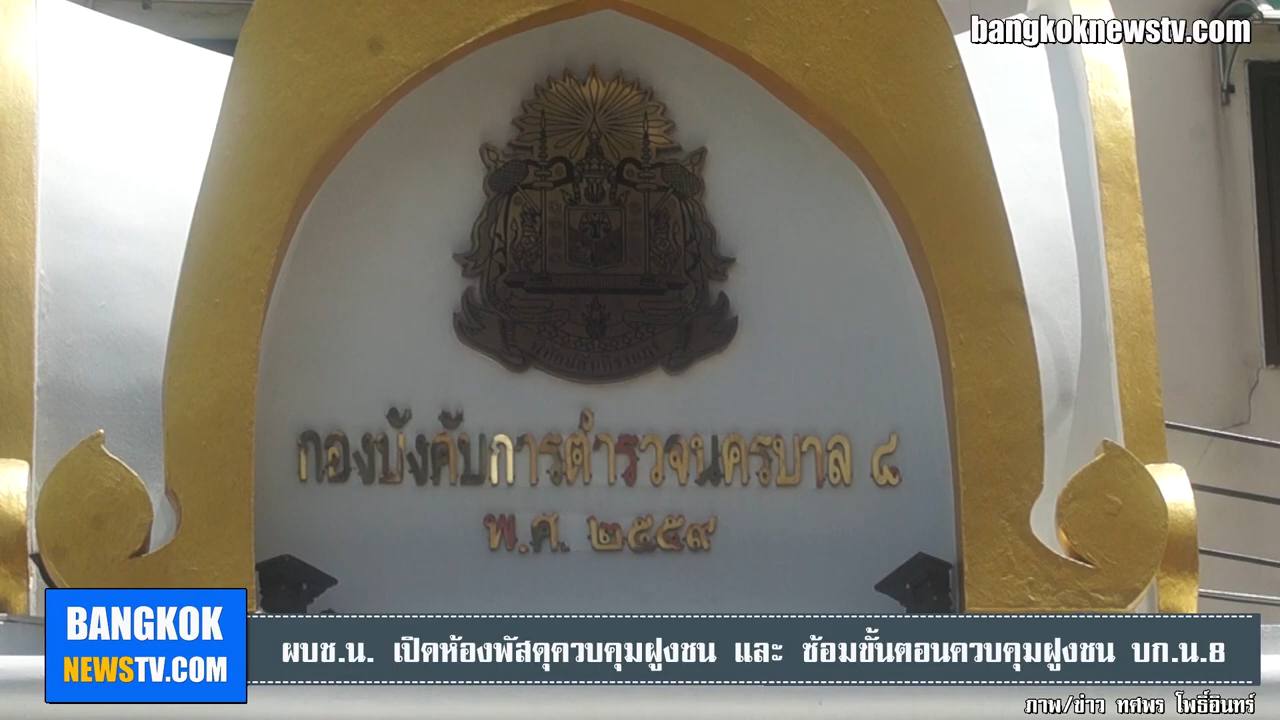 bangkoknewstv.com
กองบังคับการตำรวจนครบาล ๘
พ.ศ. ๒๕๕๙
BANGKOK
NEWSTV.COM
ผบช.น. เปิดห้องพัสดุควบคุมฝูงชน และ ซ้อมขั้นตอนควบคุมฝูงชน บก.น.8
ภาพ/ข่าว ทศพร โพธิ์อินทร์